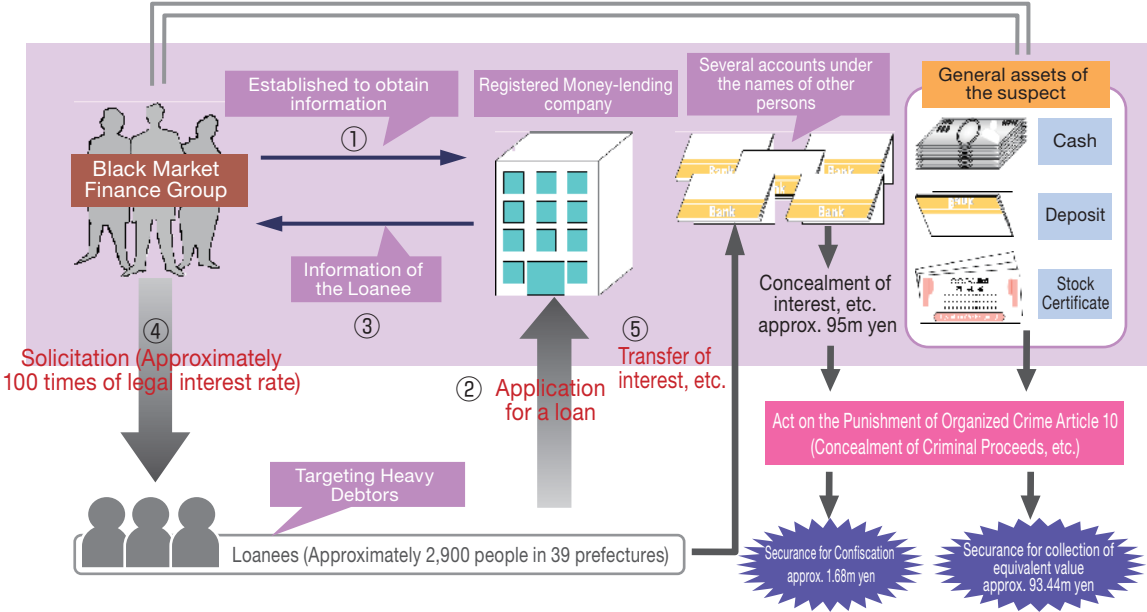 Established to obtain
information
①
Registered Money-lending
company
Several accounts under
the names of other
persons
General assets of
the suspect
Black Market
Finance Group
Bank
Bank
Bank
Bank
Cash
Deposit
Stock
Certificate
Information of
the Loanee
③
Concealment of
interest, etc.
approx. 95m yen
④
Solicitation (Approximately
100 times of legal interest rate)
② Application
for a loan
⑤
Transfer of
interest, etc.
Act on the Punishment of Organized Crime Article 10
(Concealment of Criminal Proceeds, etc.)
Targeting Heavy
Debtors
Loanees (Approximately 2,900 people in 39 prefectures)
Securance for Confiscation
approx. 1.68m yen
Securance for collection of
equivalent value
approx. 93.44m yen